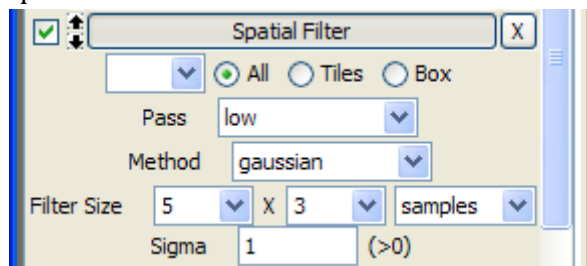 Spatial Filter X
All Tiles Box
Pass low
Method gaussian
Filter Size 5 X 3 samples
Sigma 1 (>0)